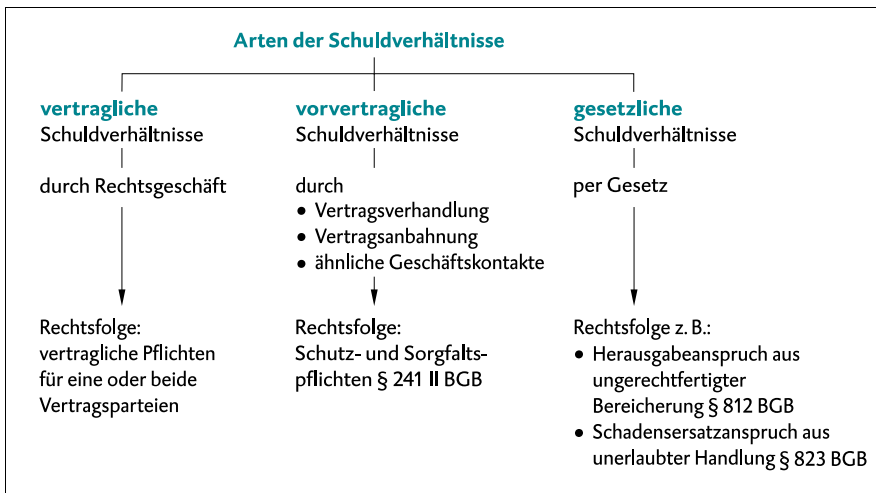 Arten der Schuldverhältnisse
vertragliche
Schuldverhältnisse
durch Rechtsgeschäft
Rechtsfolge:
vertragliche Pflichten
für eine oder beide
Vertragsparteien
vorvertragliche
Schuldverhältnisse
durch
• Vertragsverhandlung
• Vertragsanbahnung
• ähnliche Geschäftskontakte
Rechtsfolge:
Schutz- und Sorgfalts-
pflichten § 241 II BGB
gesetzliche
Schuldverhältnisse
per Gesetz
Rechtsfolge z. B.:
• Herausgabeanspruch aus
ungerechtfertigter
Bereicherung § 812 BGB
• Schadensersatzanspruch aus
unerlaubter Handlung § 823 BGB